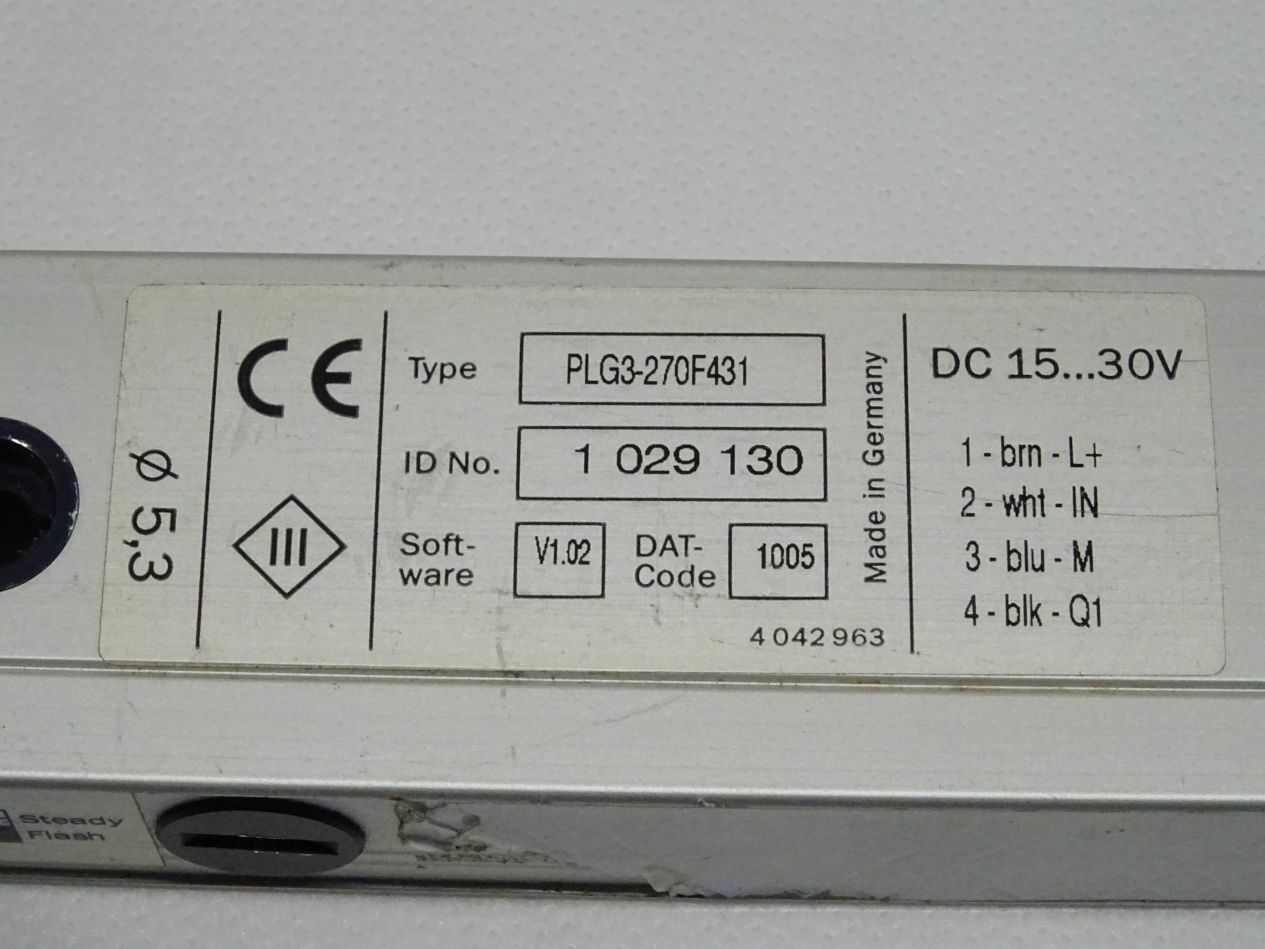 ø 5,3
CE
III
Type PLG3-270F431
ID No. 1 029 130
Soft-
ware V1.02
DAT-
Code 1005
4 042 963
Made in Germany
DC 15...30V
1 - brn - L+
2 - wht - IN
3 - blu - M
4 - blk - Q1
Steady
Flash